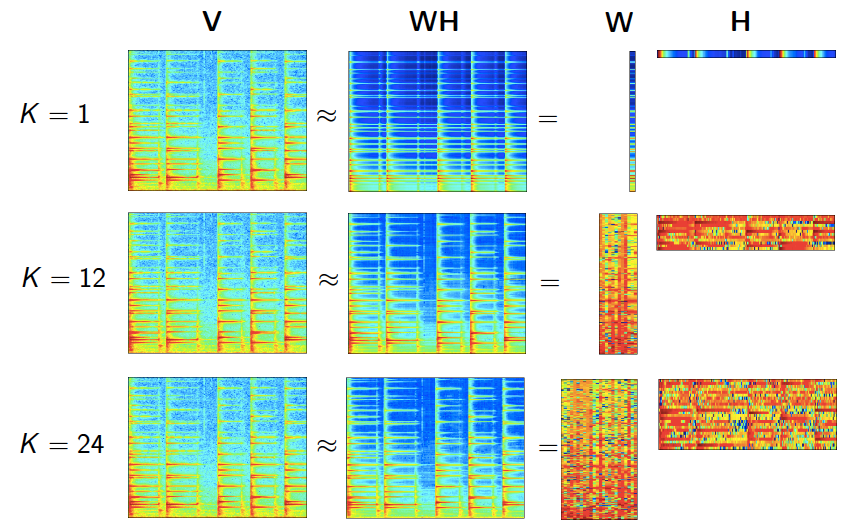 V WH W H
K = 1 ≈ =
K = 12 ≈ =
K = 24 ≈ =